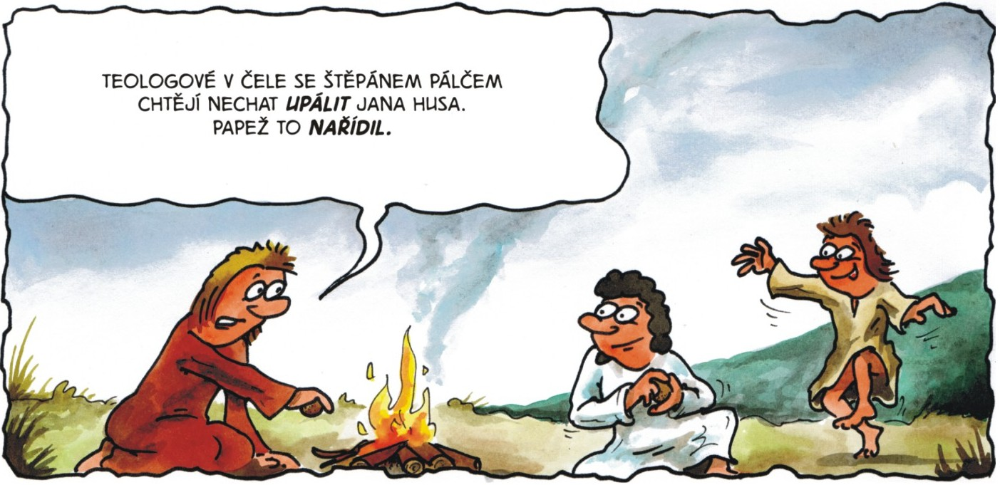 TEOLOGOVÉ V ČELE SE ŠTĚPÁNEM PÁLČEM
CHTĚJÍ NECHAT UPÁLIT JANA HUSA.
PAPEŽ TO NAŘÍDIL.